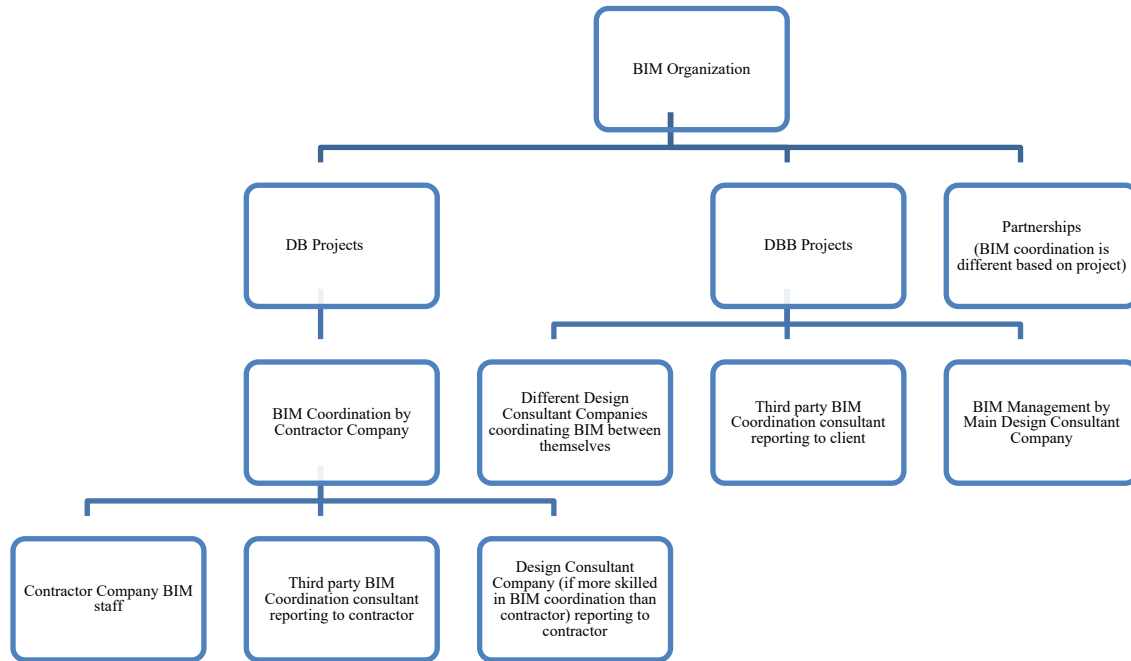 BIM Organization
DB Projects
DBB Projects
Partnerships
(BIM coordination is
different based on project)
BIM Coordination by
Contractor Company
Different Design
Consultant Companies
coordinating BIM between
themselves
Third party BIM
Coordination consultant
reporting to client
BIM Management by
Main Design Consultant
Company
Contractor Company BIM
staff
Third party BIM
Coordination consultant
reporting to contractor
Design Consultant
Company (if more skilled
in BIM coordination than
contractor) reporting to
contractor